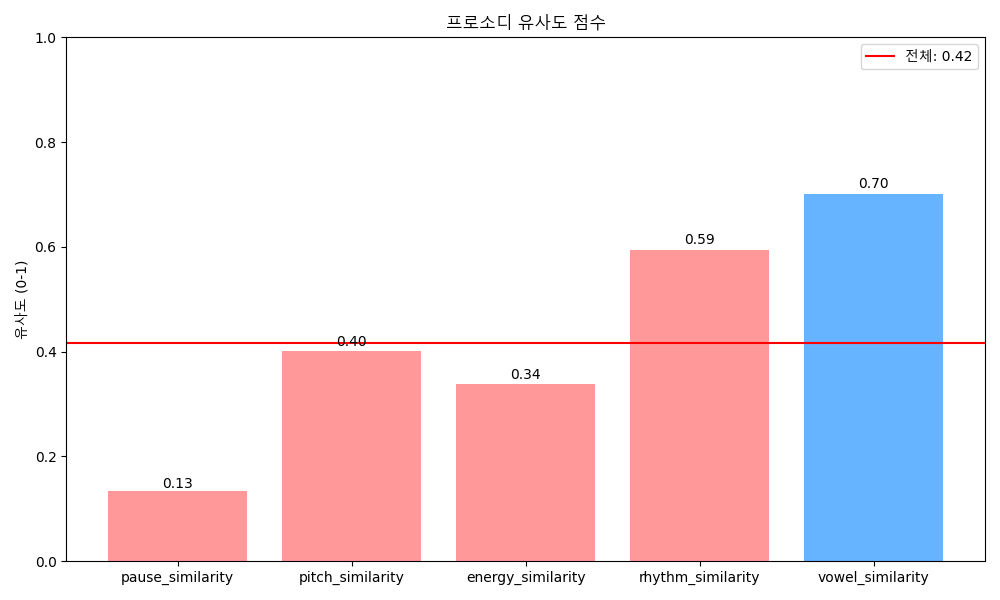 프로소디 유사도 점수
전체: 0.42
유사도 (0-1)
1.0
0.8
0.6
0.4
0.2
0.0
0.13
0.40
0.34
0.59
0.70
pause_similarity
pitch_similarity
energy_similarity
rhythm_similarity
vowel_similarity